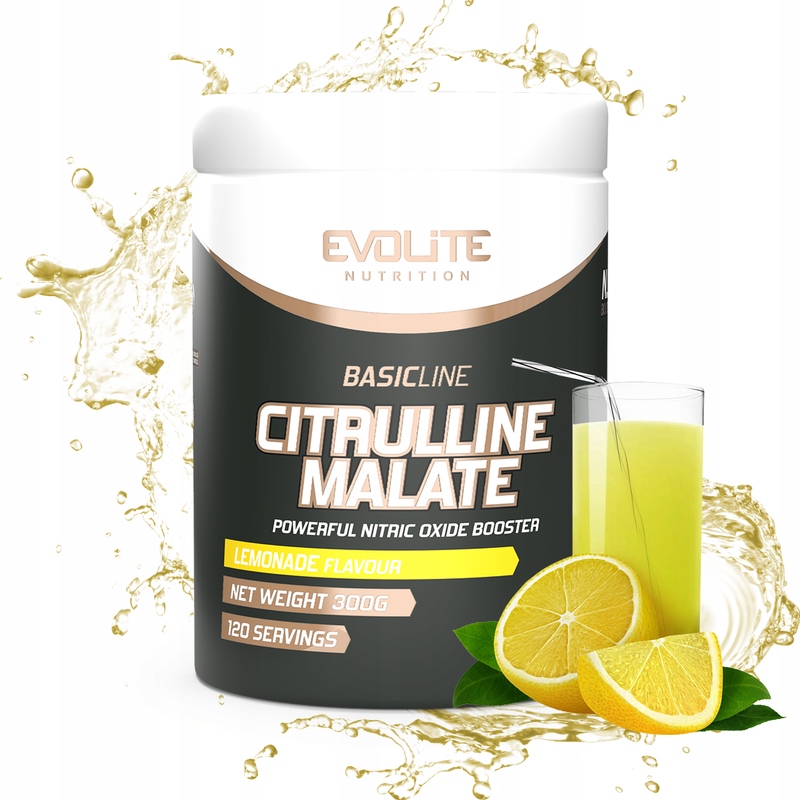 EVOLiTE
NUTRITION
BASICLINE
CITRULLINE
MALATE
POWERFUL NITRIC OXIDE BOOSTER
LEMONADE FLAVOUR
NET WEIGHT 300G
120 SERVINGS